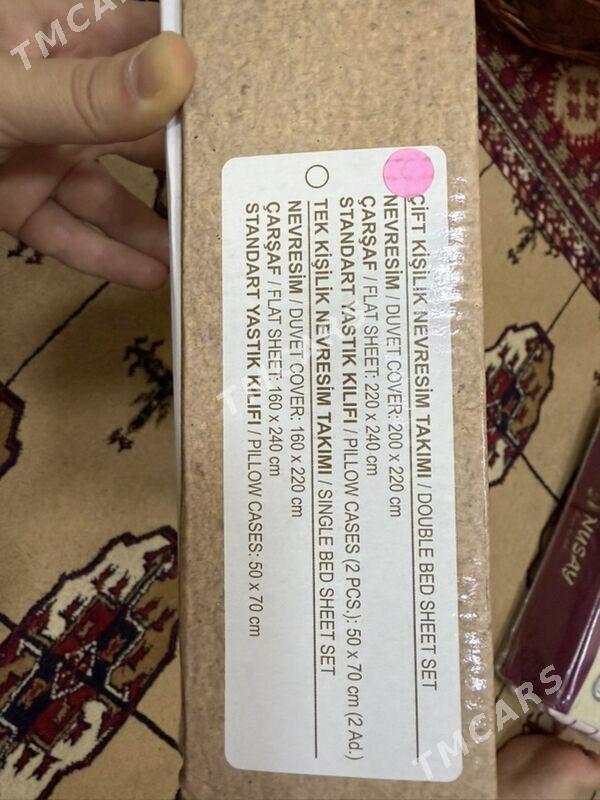 ÇİFT KİŞİLİK NEVRESİM TAKIMI / DOUBLE BED SHEET SET
NEVRESİM / DUVET COVER: 200 x 220 cm
ÇARŞAF / FLAT SHEET: 220 x 240 cm
STANDART YASTIK KILIFI / PILLOW CASES (2 PCS.): 50 x 70 cm (2 Ad.)
TEK KİŞİLİK NEVRESİM TAKIMI / SINGLE BED SHEET SET
NEVRESİM / DUVET COVER: 160 x 220 cm
ÇARŞAF / FLAT SHEET: 160 x 240 cm
STANDART YASTIK KILIFI / PILLOW CASES: 50 x 70 cm
NUSAY
TMCARS
TMCARS
TMCARS